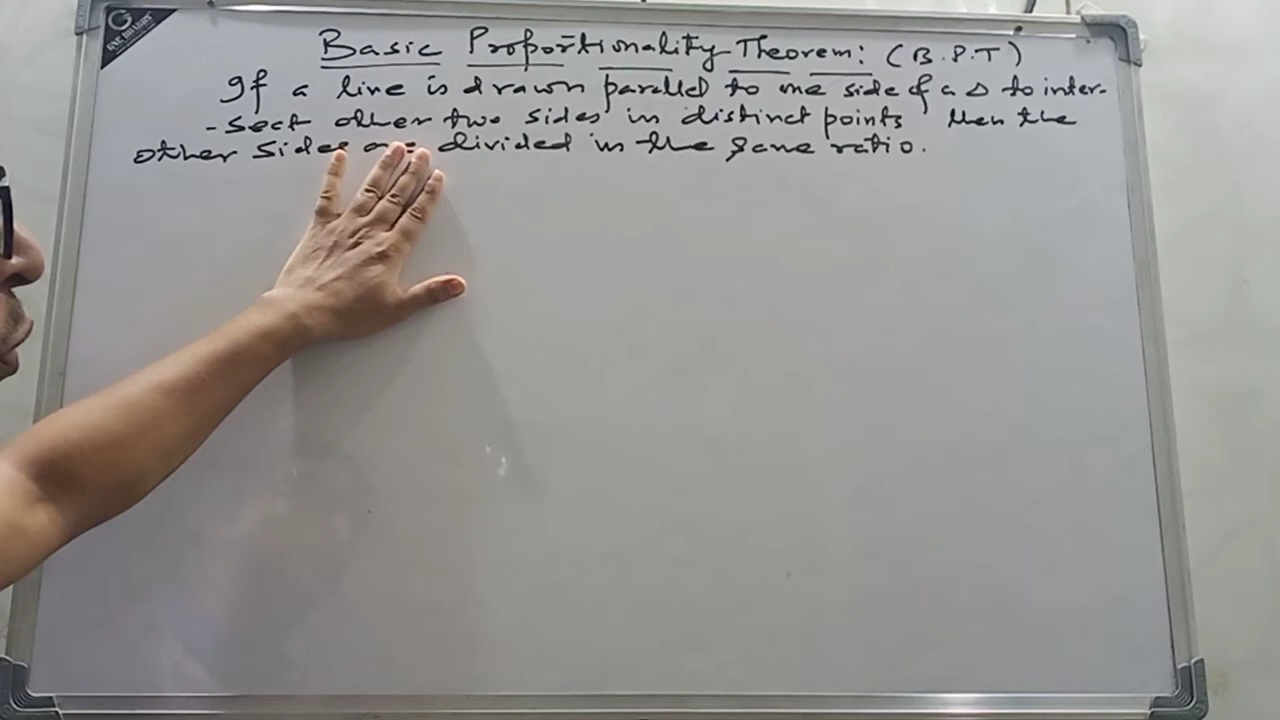 Basic Proportionality Theorem: (B.P.T)
If a line is drawn parallel to one side of a Δ to inter-
-sect other two sides in distinct points then the
other sides are divided in the same ratio.